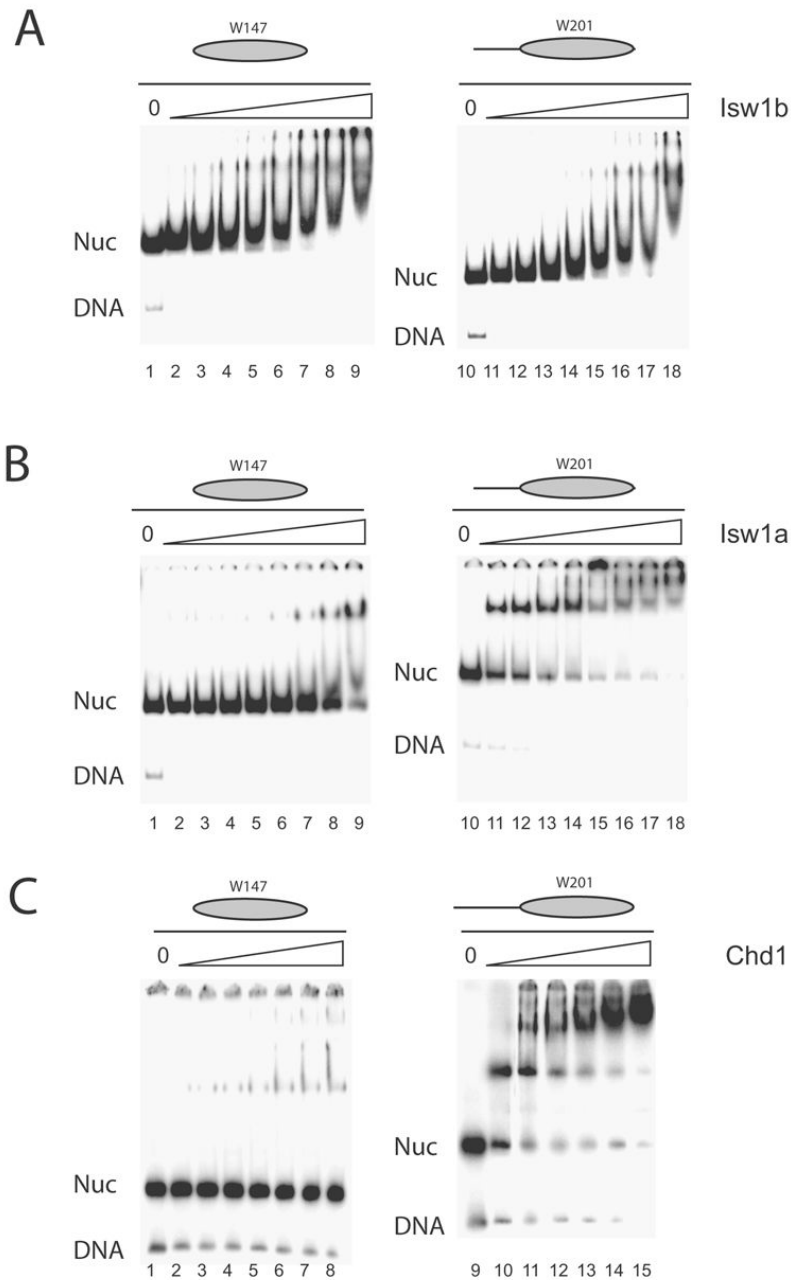 A
W147
W201
0
0
Isw1b
Nuc
DNA
Nuc
DNA
1 2 3 4 5 6 7 8 9
10 11 12 13 14 15 16 17 18
B
W147
W201
0
0
Isw1a
Nuc
DNA
Nuc
DNA
1 2 3 4 5 6 7 8 9
10 11 12 13 14 15 16 17 18
C
W147
W201
0
0
Chd1
Nuc
DNA
Nuc
DNA
1 2 3 4 5 6 7 8
9 10 11 12 13 14 15